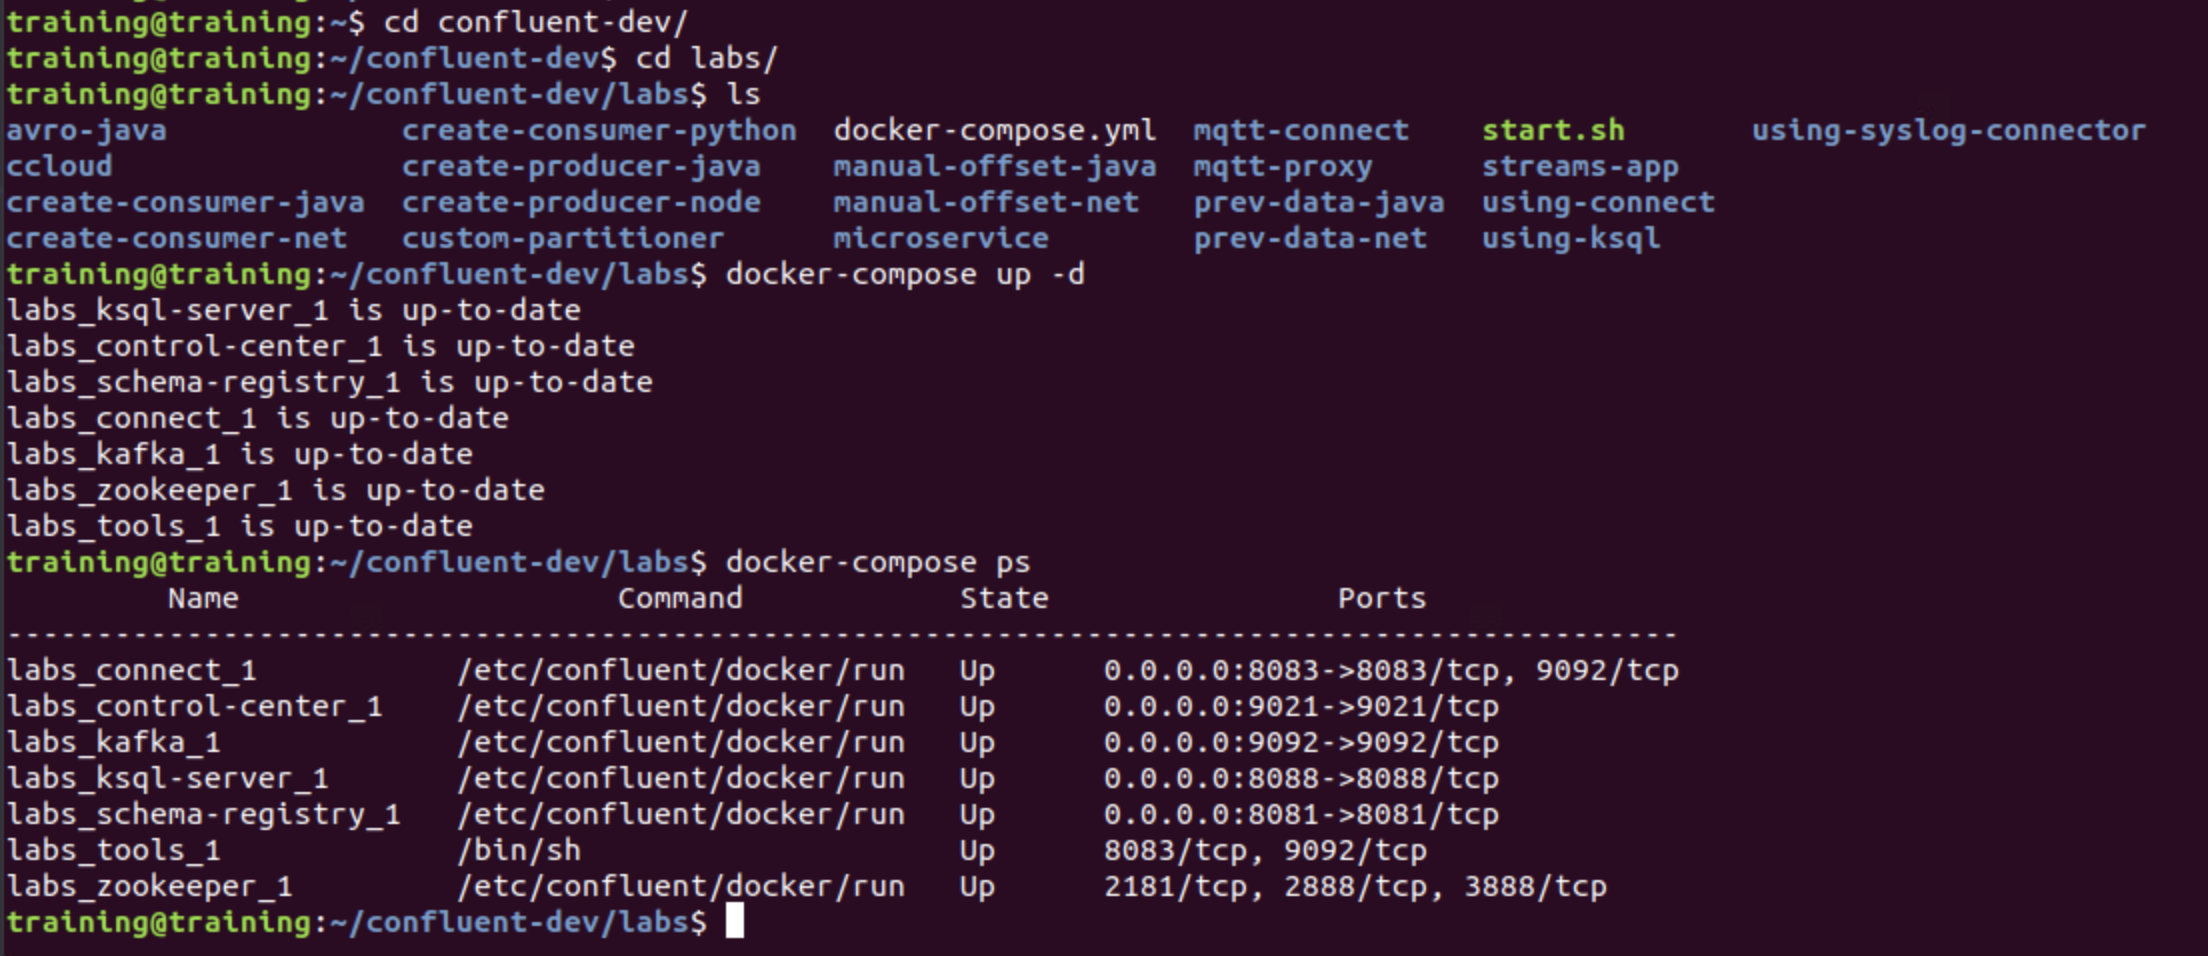 training@training:~$ cd confluent-dev/
training@training:~/confluent-dev$ cd labs/
training@training:~/confluent-dev/labs$ ls
avro-java create-consumer-python docker-compose.yml mqtt-connect start.sh using-syslog-connector
ccloud create-producer-java manual-offset-java mqtt-proxy streams-app
create-consumer-java create-producer-node manual-offset-net prev-data-java using-connect
create-consumer-net custom-partitioner microservice prev-data-net using-ksql
training@training:~/confluent-dev/labs$ docker-compose up -d
labs_ksql-server_1 is up-to-date
labs_control-center_1 is up-to-date
labs_schema-registry_1 is up-to-date
labs_connect_1 is up-to-date
labs_kafka_1 is up-to-date
labs_zookeeper_1 is up-to-date
labs_tools_1 is up-to-date
training@training:~/confluent-dev/labs$ docker-compose ps
Name Command State Ports
---------------------------------------------------------------------------------------------
labs_connect_1 /etc/confluent/docker/run Up 0.0.0.0:8083->8083/tcp, 9092/tcp
labs_control-center_1 /etc/confluent/docker/run Up 0.0.0.0:9021->9021/tcp
labs_kafka_1 /etc/confluent/docker/run Up 0.0.0.0:9092->9092/tcp
labs_ksql-server_1 /etc/confluent/docker/run Up 0.0.0.0:8088->8088/tcp
labs_schema-registry_1 /etc/confluent/docker/run Up 0.0.0.0:8081->8081/tcp
labs_tools_1 /bin/sh Up 8083/tcp, 9092/tcp
labs_zookeeper_1 /etc/confluent/docker/run Up 2181/tcp, 2888/tcp, 3888/tcp
training@training:~/confluent-dev/labs$